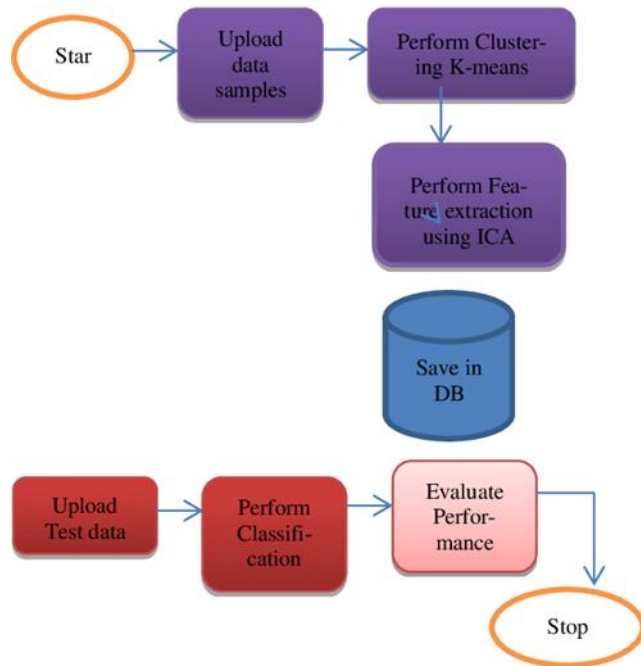 Star
Upload
data
samples
Perform Cluster-
ing K-means
Perform Fea-
ture extraction
using ICA
Save in
DB
Upload
Test data
Perform
Classifi-
cation
Evaluate
Perfor-
mance
Stop